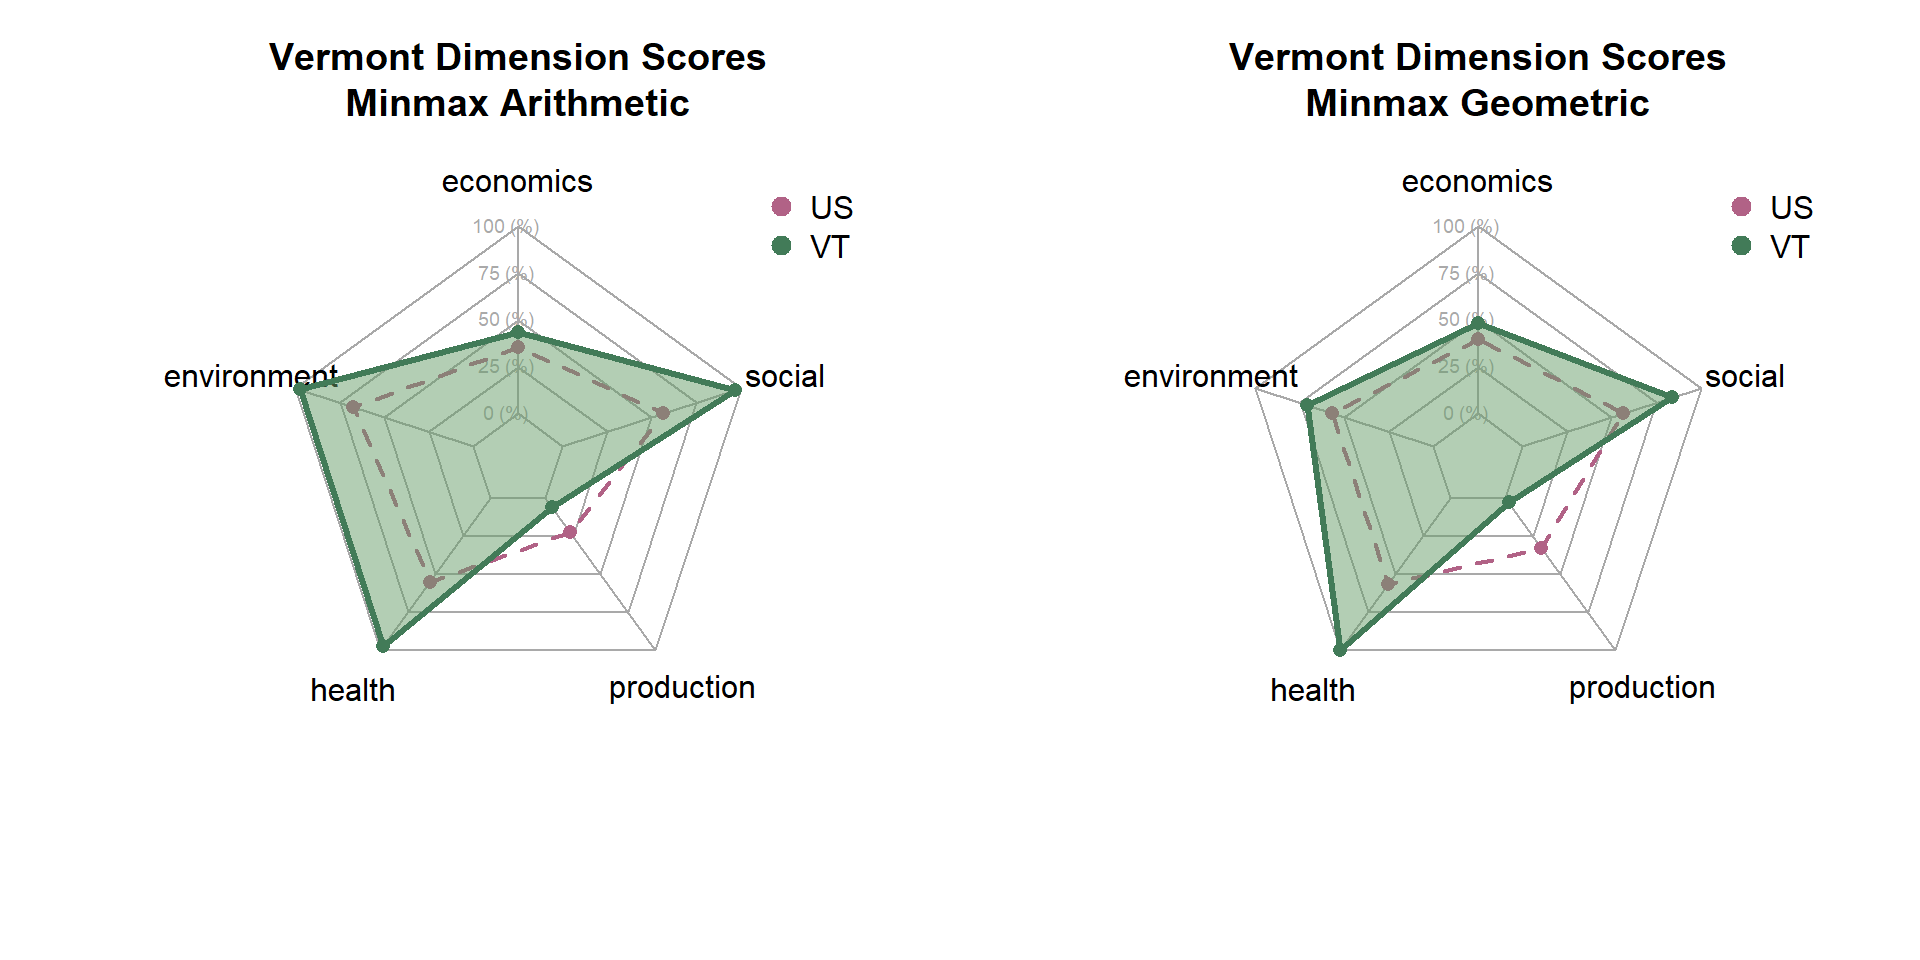 Vermont Dimension Scores
Minmax Arithmetic
economics
US
VT
100 (%)
75 (%)
50 (%)
25 (%)
0 (%)
environment
social
health
production
Vermont Dimension Scores
Minmax Geometric
economics
US
VT
100 (%)
75 (%)
50 (%)
25 (%)
0 (%)
environment
social
health
production